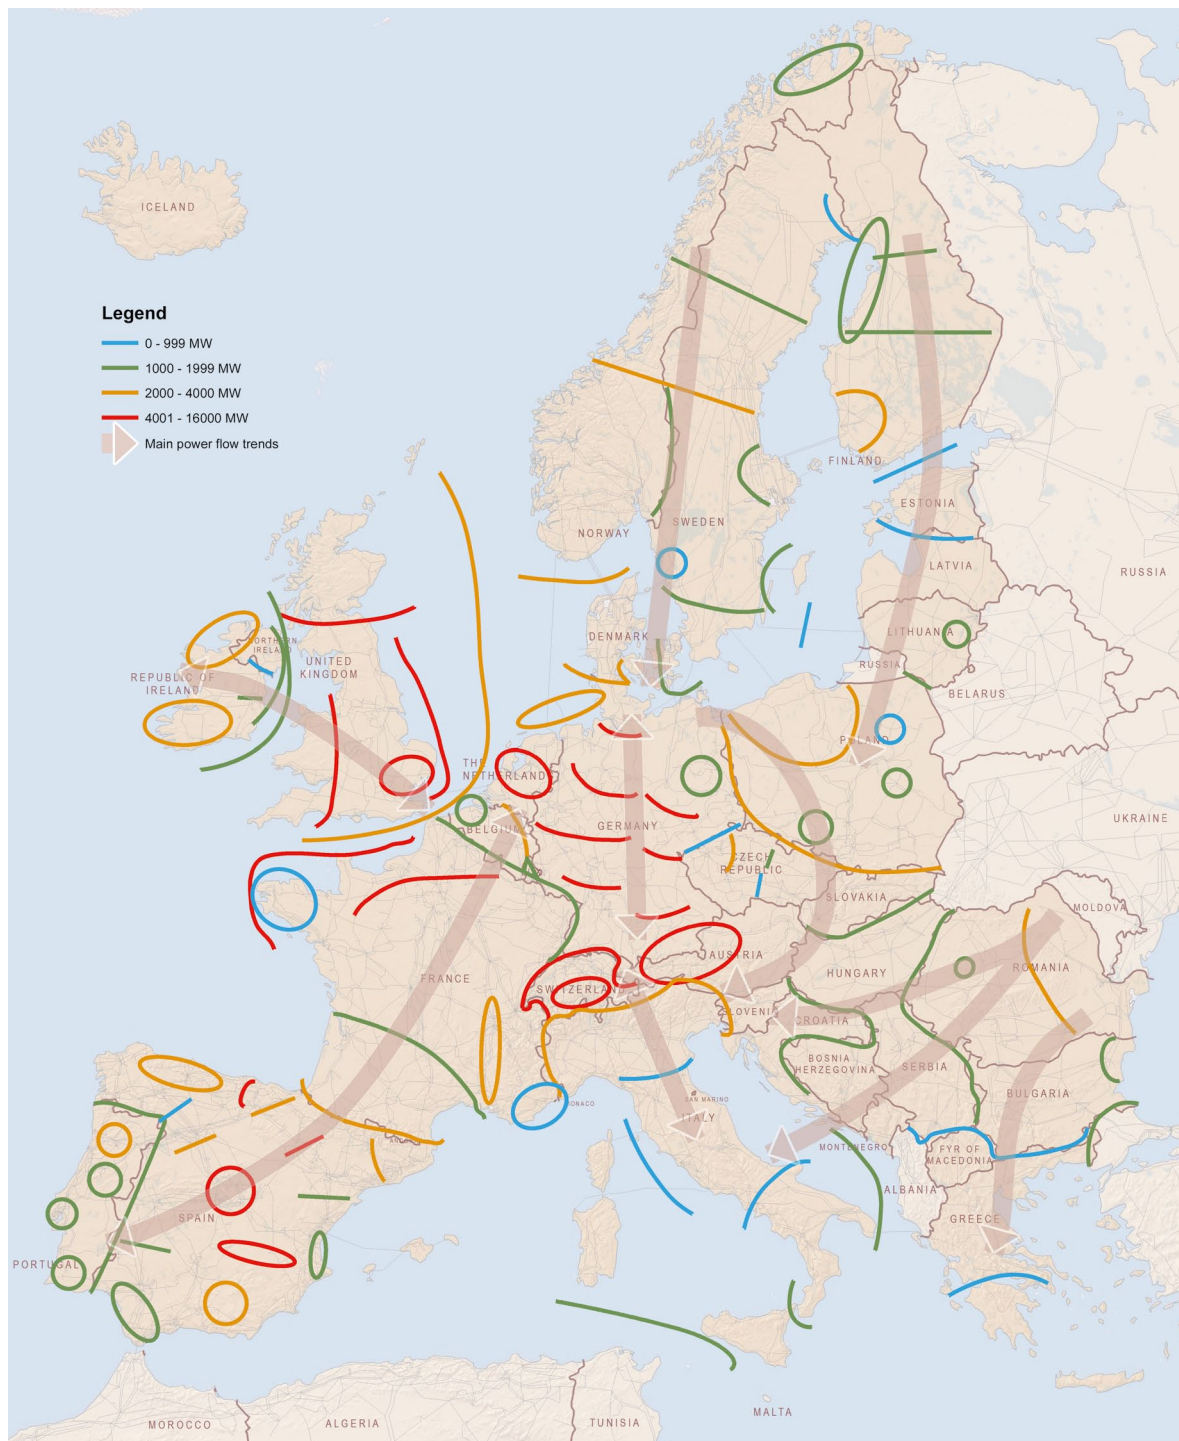 ICELAND
Legend
0 - 999 MW
1000 - 1999 MW
2000 - 4000 MW
4001 - 16000 MW
Main power flow trends
FINLAND
ESTONIA
NORWAY
SWEDEN
LATVIA
RUSSIA
DENMARK
LITHUANIA
NORTHERN
IRELAND
UNITED
KINGDOM
RUSSIA
REPUBLIC OF
IRELAND
BELARUS
POLAND
THE
NETHERLANDS
UKRAINE
BELGIUM
GERMANY
CZECH
REPUBLIC
SLOVAKIA
MOLDOVA
AUSTRIA
FRANCE
HUNGARY
ROMANIA
SWITZERLAND
SLOVENIA
CROATIA
BOSNIA
HERZEGOVINA
SERBIA
BULGARIA
SAN MARINO
MONACO
ITALY
MONTENEGRO
FYR OF
MACEDONIA
ALBANIA
SPAIN
GREECE
PORTUGAL
MALTA
MOROCCO
ALGERIA
TUNISIA